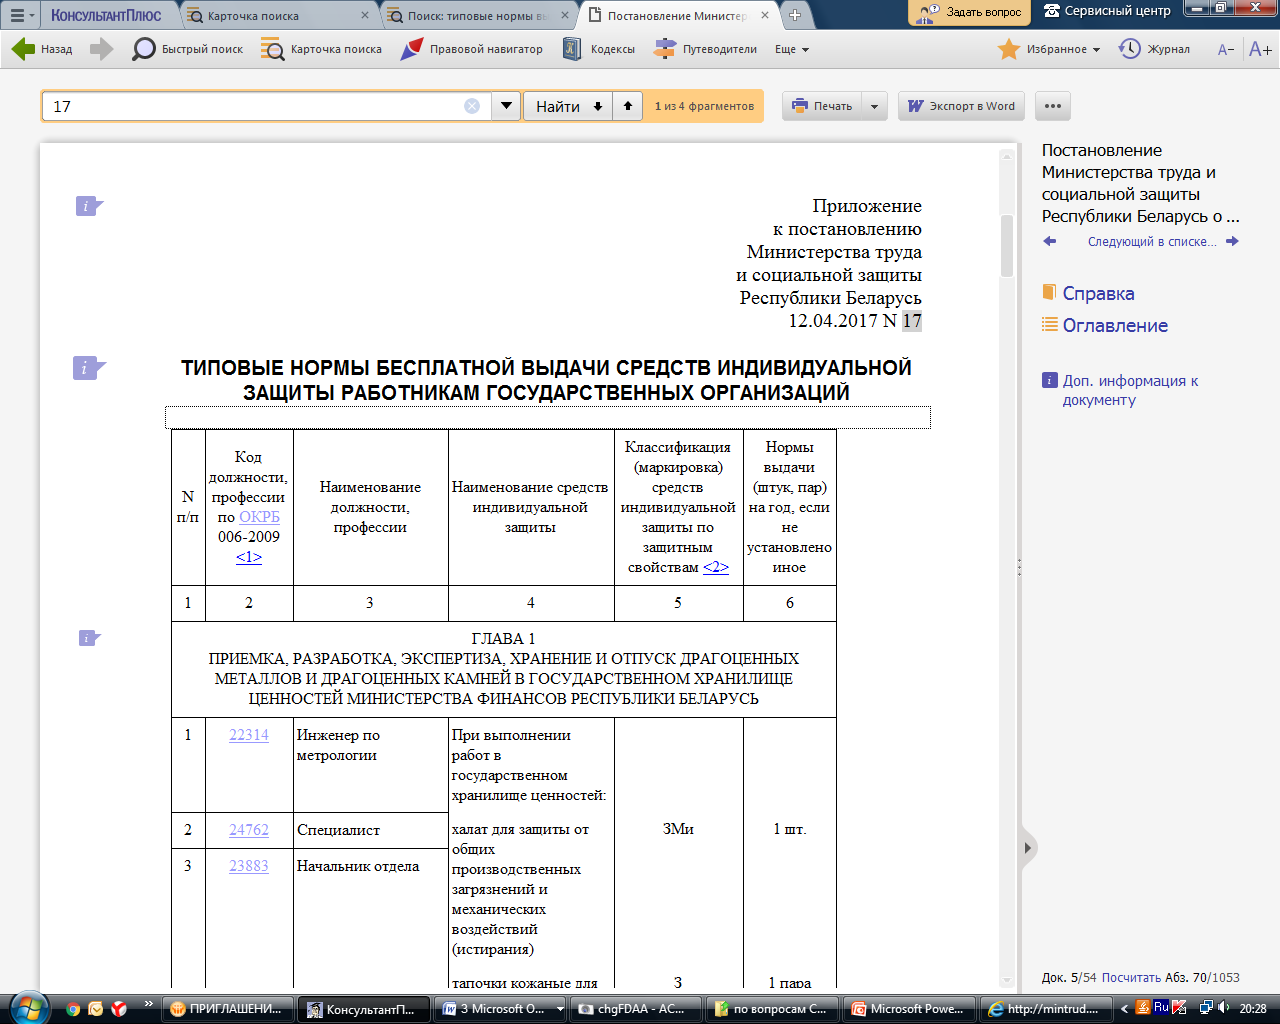 КонсультантПлюс
Карточка поиска
Поиск: типовые нормы вы
Постановление Министер
Задать вопрос
Сервисный центр
Назад
Быстрый поиск
Карточка поиска
Правовой навигатор
Кодексы
Путеводители
Еще
Избранное
Журнал
A−
A+
17
Найти
1 из 4 фрагментов
Печать
Экспорт в Word
Приложение
к постановлению
Министерства труда
и социальной защиты
Республики Беларусь
12.04.2017 N 17
ТИПОВЫЕ НОРМЫ БЕСПЛАТНОЙ ВЫДАЧИ СРЕДСТВ ИНДИВИДУАЛЬНОЙ
ЗАЩИТЫ РАБОТНИКАМ ГОСУДАРСТВЕННЫХ ОРГАНИЗАЦИЙ
N
п/п
Код
должности,
профессии
по ОКРБ
006-2009
<1>
Наименование
должности,
профессии
Наименование средств
индивидуальной
защиты
Классификация
(маркировка)
средств
индивидуальной
защиты по
защитным
свойствам <2>
Нормы
выдачи
(штук, пар)
на год, если
не
установлено
иное
1 2 3 4 5 6
ГЛАВА 1
ПРИЕМКА, РАЗРАБОТКА, ЭКСПЕРТИЗА, ХРАНЕНИЕ И ОТПУСК ДРАГОЦЕННЫХ
МЕТАЛЛОВ И ДРАГОЦЕННЫХ КАМНЕЙ В ГОСУДАРСТВЕННОМ ХРАНИЛИЩЕ
ЦЕННОСТЕЙ МИНИСТЕРСТВА ФИНАНСОВ РЕСПУБЛИКИ БЕЛАРУСЬ
1
22314
Инженер по
метрологии
При выполнении
работ в
государственном
хранилище ценностей:
2
24762
Специалист
халат для защиты от
общих
производственных
загрязнений и
механических
воздействий
(истирания)
ЗМи
1 шт.
3
23883
Начальник отдела
тапочки кожаные для
З
1 пара
Постановление
Министерства труда и
социальной защиты
Республики Беларусь о ...
Следующий в списке...
Справка
Оглавление
Доп. информация к
документу
Док. 5/54 Посчитать Абз. 70/1053
ПРИГЛАШЕНИ...
КонсультантП...
3 Microsoft O...
chgFDAA - AC...
по вопросам С...
Microsoft Powe...
http://mintrud....
Ru
20:28